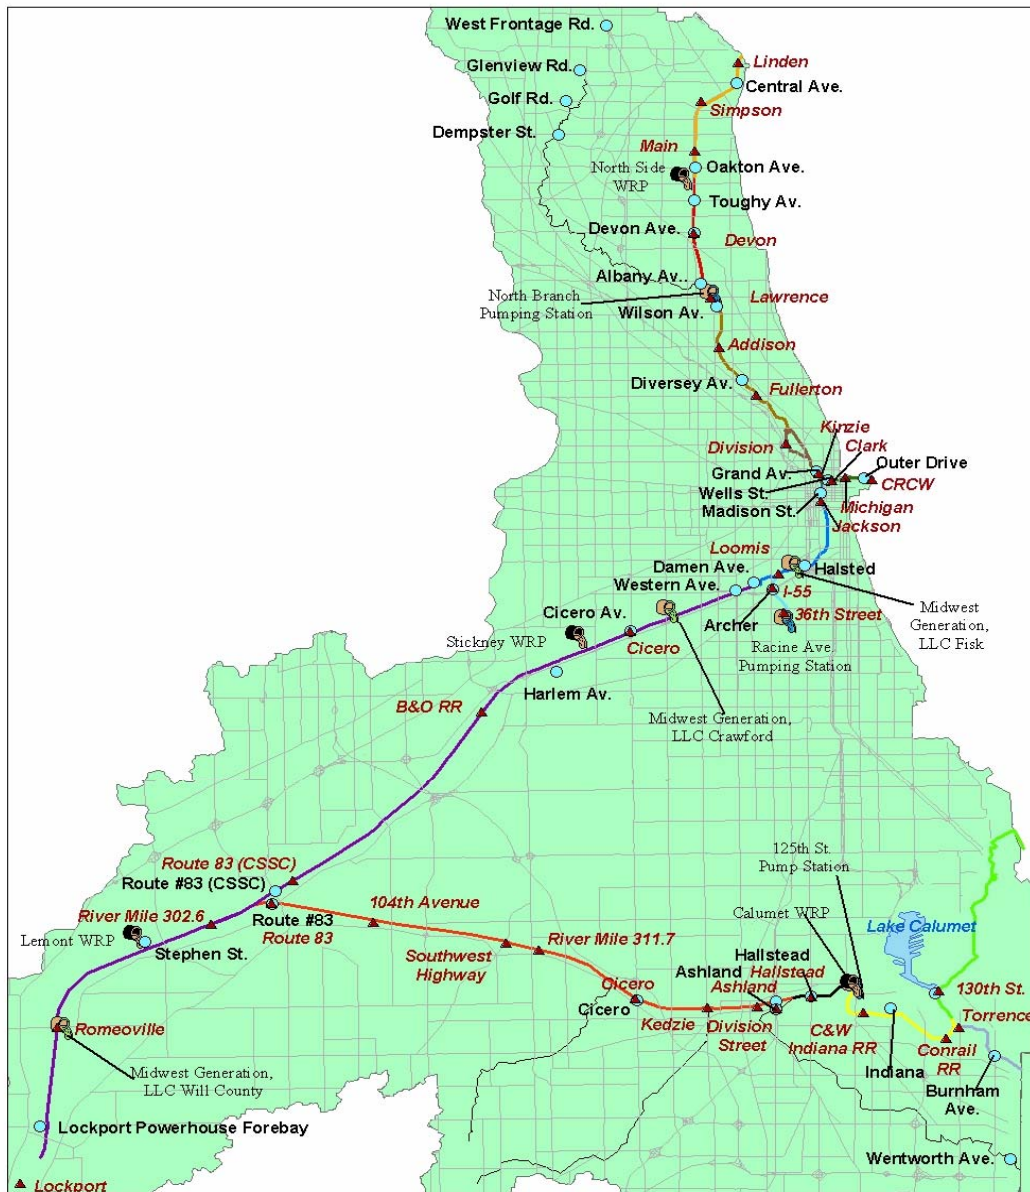 West Frontage Rd.
Linden
Glenview Rd.
Central Ave.
Golf Rd.
Simpson
Dempster St.
Main
North Side
WRP
Oakton Ave.
Toughy Av.
Devon Ave.
Devon
Albany Av..
North Branch
Pumping Station
Lawrence
Wilson Av.
Addison
Diversey Av.
Fullerton
Kinzie
Division
Clark
Grand Av.
Outer Drive
Wells St.
CRCW
Madison St.
Michigan
Jackson
Loomis
Damen Ave.
Halsted
Western Ave.
I-55
Cicero Av.
Archer
36th Street
Midwest
Generation,
LLC Fisk
Stickney WRP
Cicero
Racine Ave.
Pumping Station
Harlem Av.
B&O RR
Midwest Generation,
LLC Crawford
125th St.
Pump Station
Route 83 (CSSC)
Route #83 (CSSC)
104th Avenue
River Mile 302.6
Route #83
Route 83
Calumet WRP
Lake Calumet
Lemont WRP
Stephen St.
Southwest
Highway
River Mile 311.7
Hallstead
Ashland
Hallstead
Ashland
Cicero
Cicero
130th St.
Romeoville
Kedzie
Division
Street
C&W
Indiana RR
Torrence
Conrail
RR
Indiana
Midwest Generation,
LLC Will County
Burnham
Ave.
Lockport Powerhouse Forebay
Wentworth Ave.
Lockport